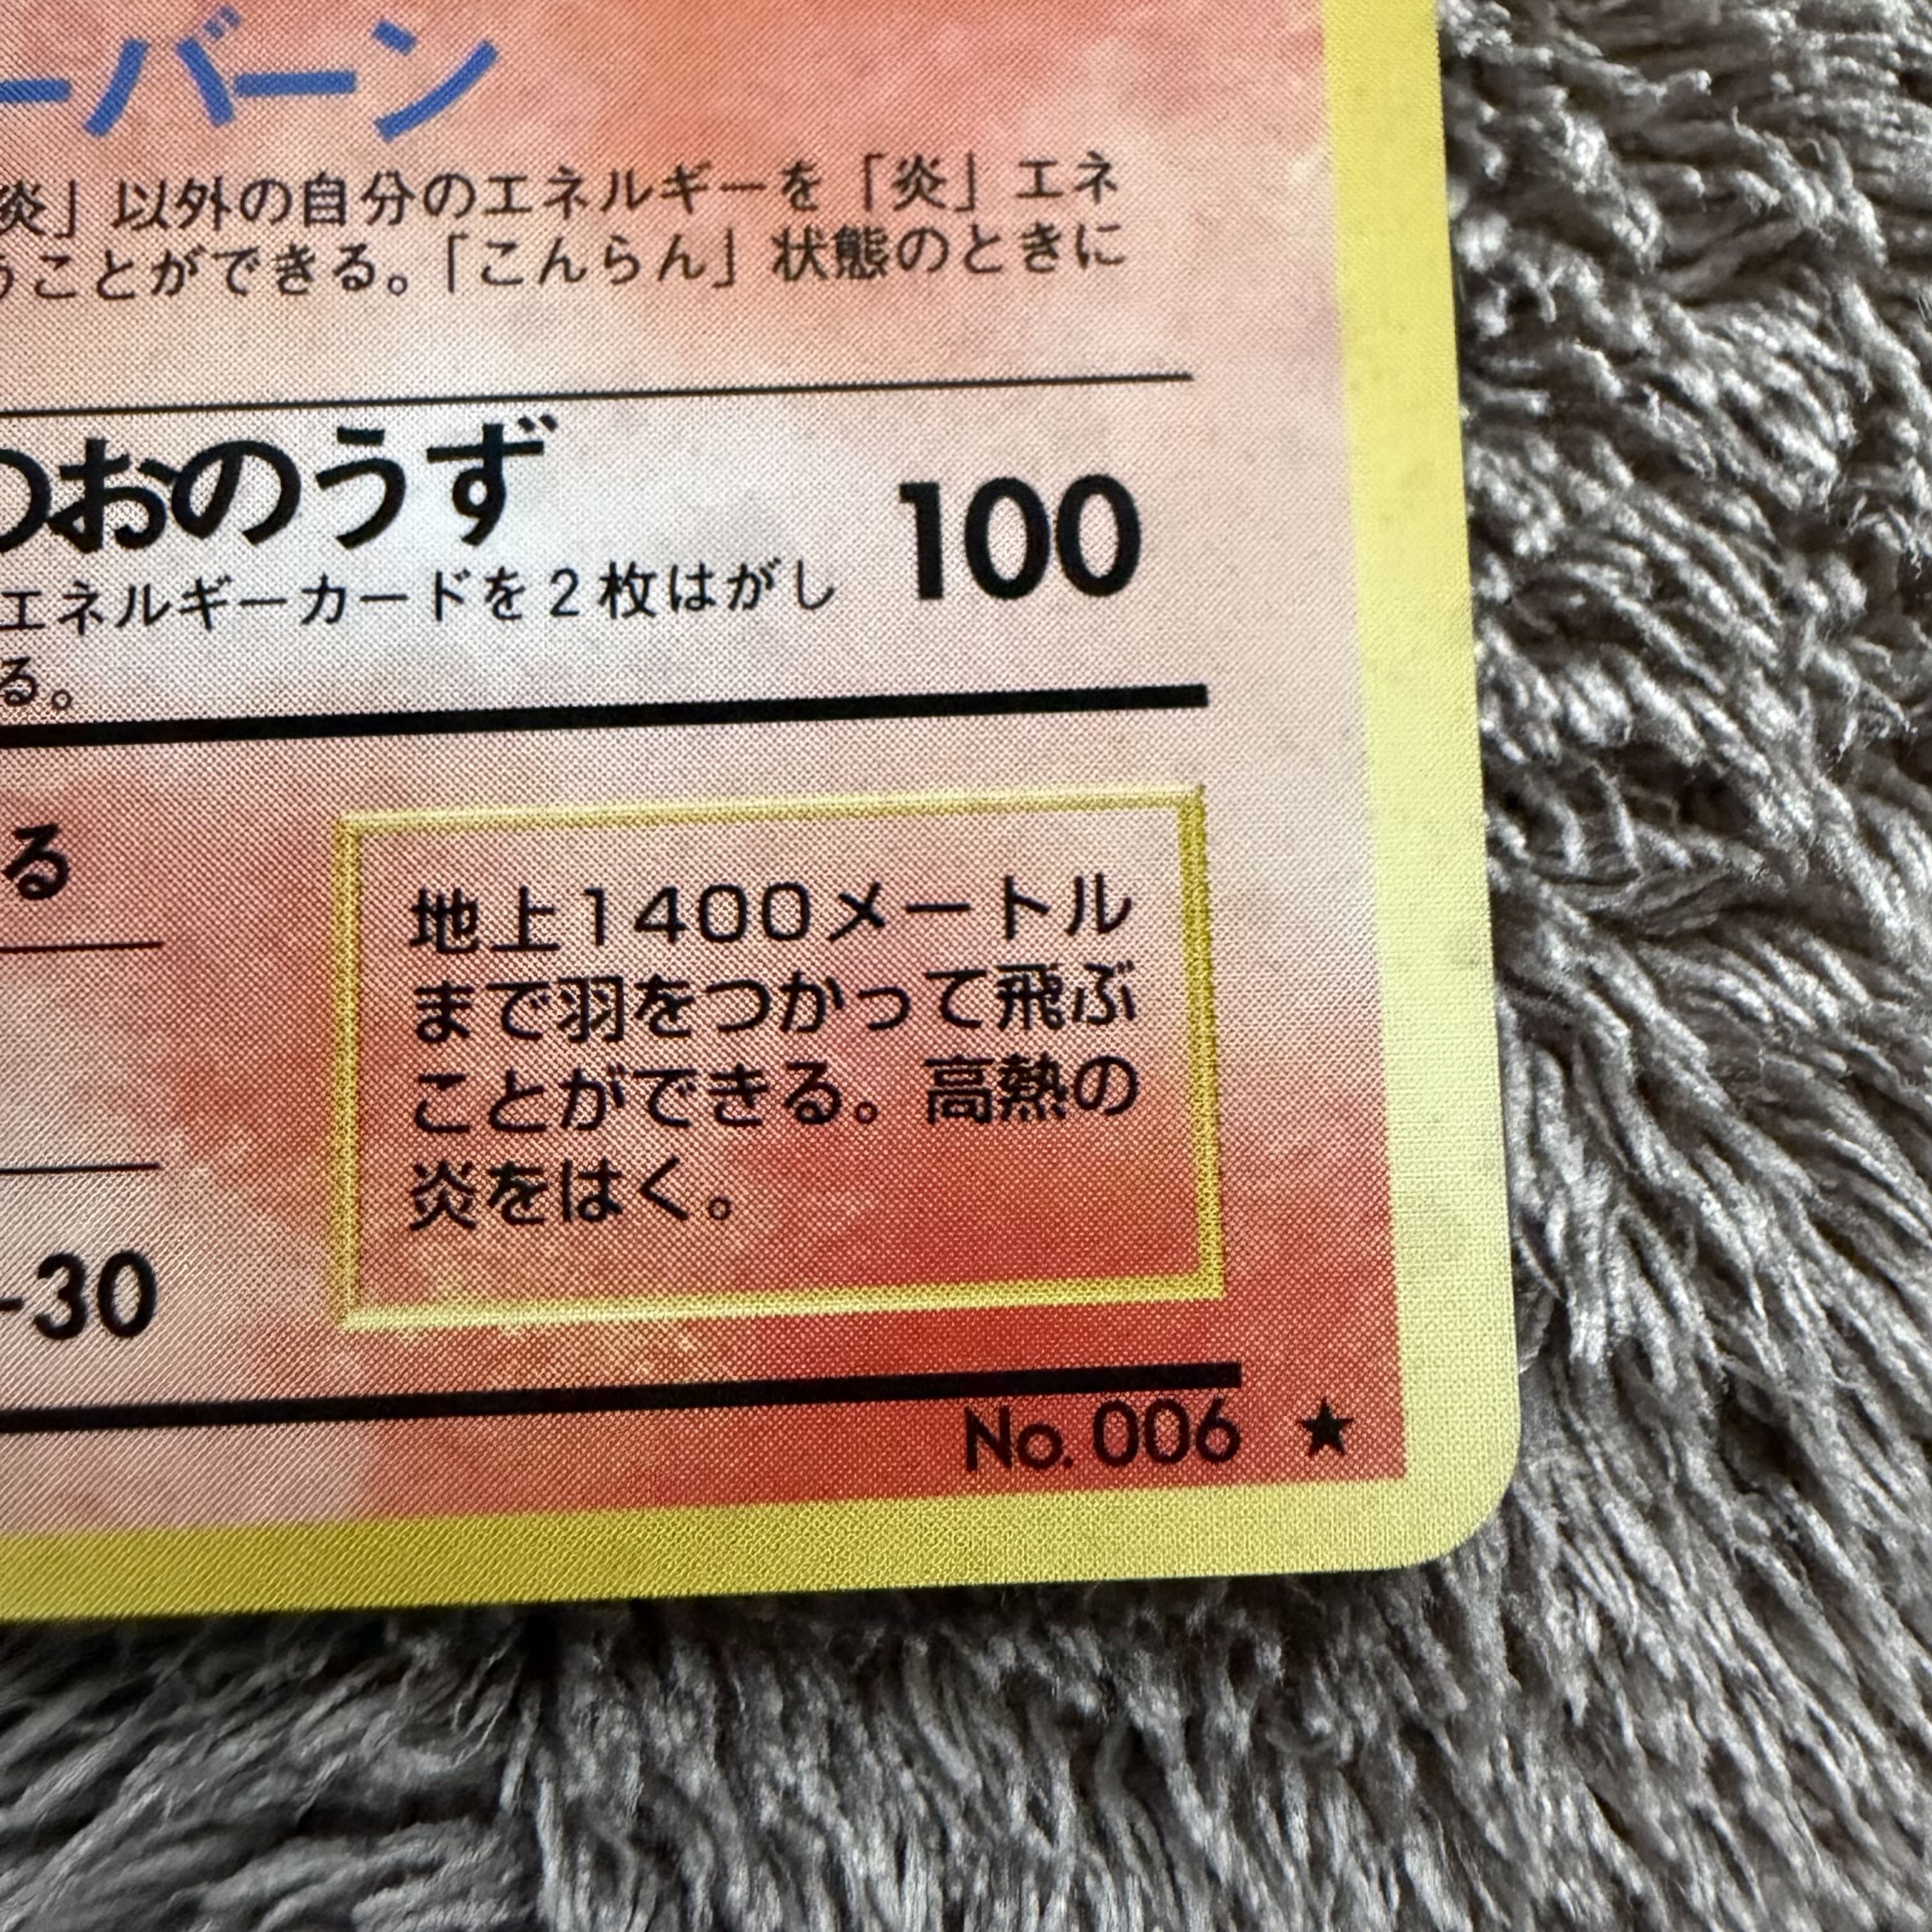 ーバーン
炎」以外の自分のエネルギーを「炎」エネ
うことができる。「こんらん」状態のときに
のおのうず
100
エネルギーカードを2枚はがし
る。
る
地上1400メートル
まで羽をつかって飛ぶ
ことができる。高熱の
炎をはく。
-30
No. 006 ★